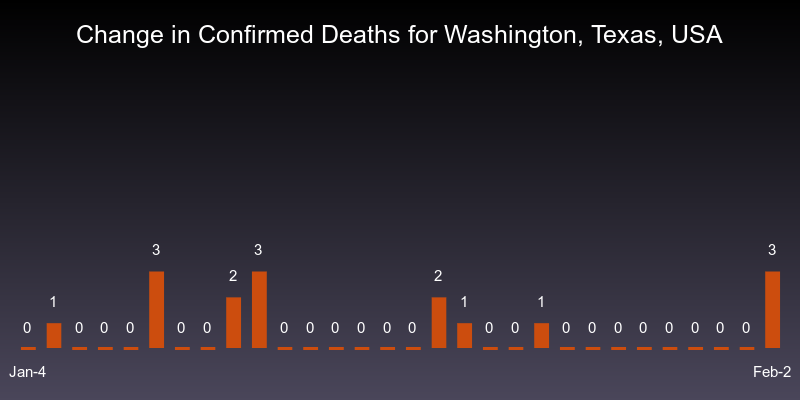 Change in Confirmed Deaths for Washington, Texas, USA
3 3 3
2 2
1 1 1
0 0 0 0 0 0 0 0 0 0 0 0 0 0 0 0 0 0 0 0 0 0
Jan-4 Feb-2